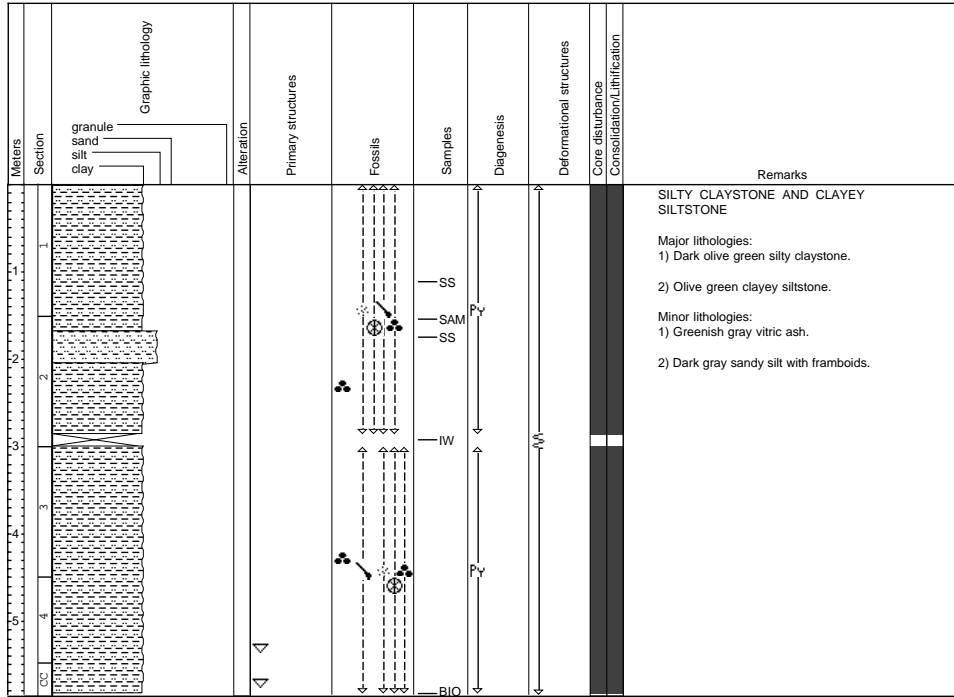 Meters
Section
Graphic lithology
granule
sand
silt
clay
Alteration
Primary structures
Fossils
Samples
Diagenesis
Deformational structures
Core disturbance
Consolidation/Lithification
Remarks
1
2
3
4
5
1
2
3
4
CC
SS
SAM
SS
IW
BIO
Py
Py
SILTY CLAYSTONE AND CLAYEY
SILTSTONE
Major lithologies:
1) Dark olive green silty claystone.
2) Olive green clayey siltstone.
Minor lithologies:
1) Greenish gray vitric ash.
2) Dark gray sandy silt with framboids.